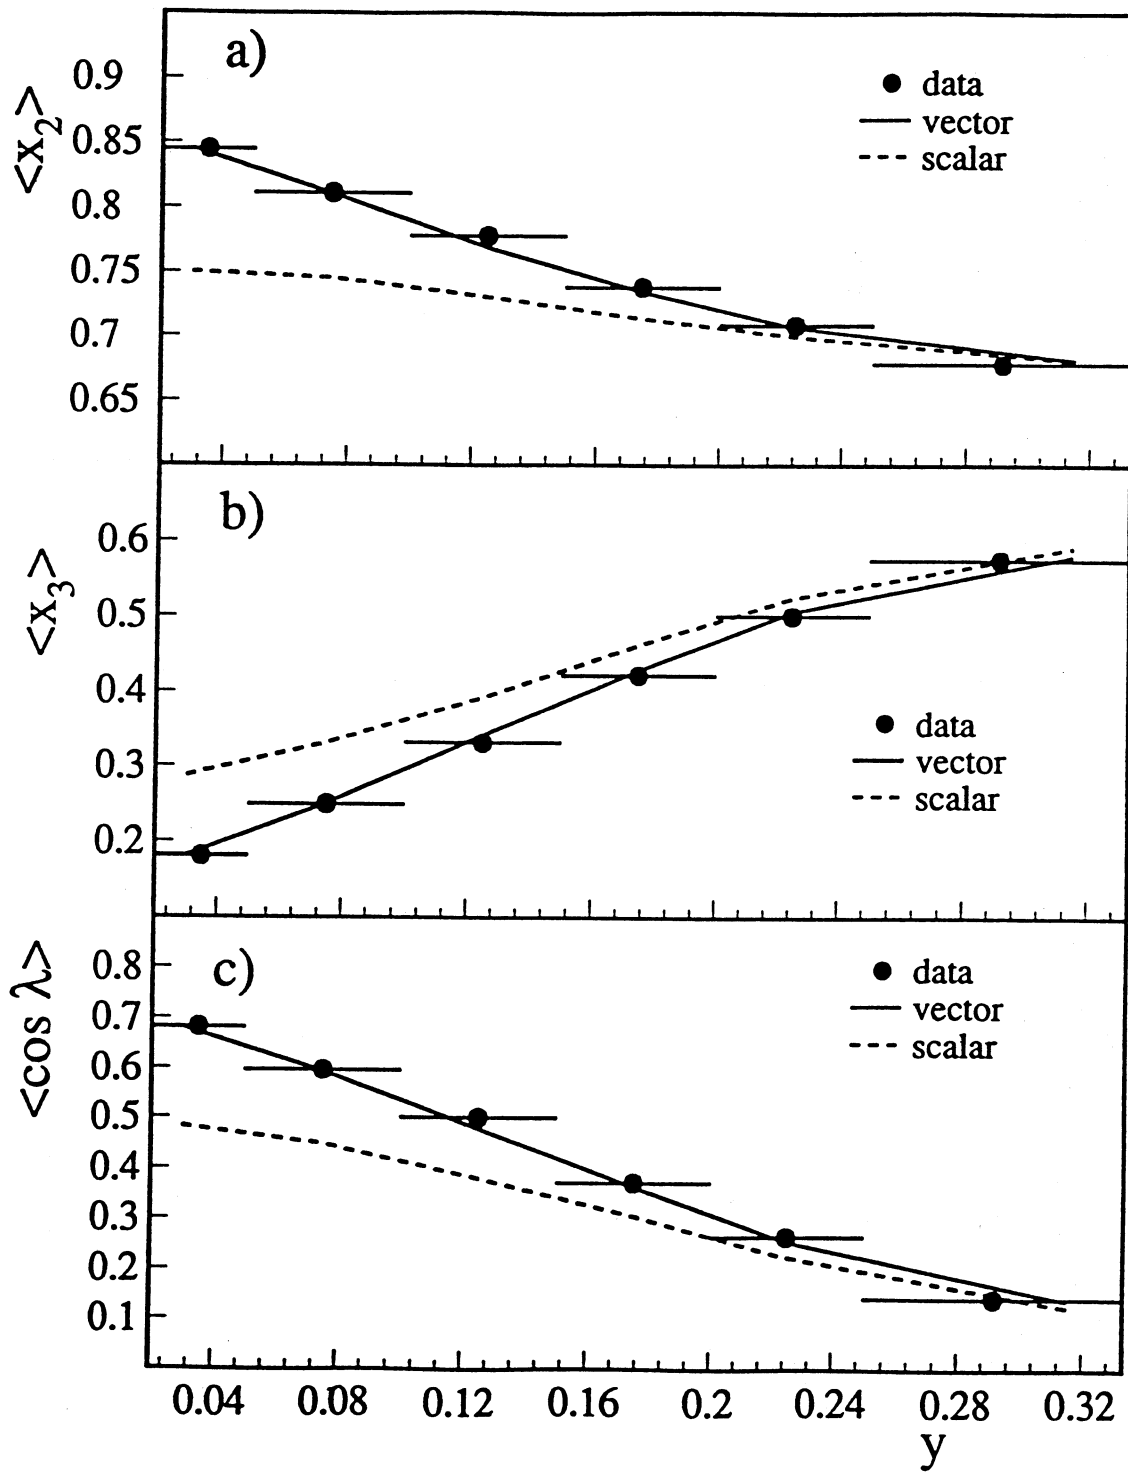 a)
<x₂>
0.9
0.85
0.8
0.75
0.7
0.65
data
vector
scalar
b)
<x₃>
0.6
0.5
0.4
0.3
0.2
data
vector
scalar
c)
<cos λ>
0.8
0.7
0.6
0.5
0.4
0.3
0.2
0.1
data
vector
scalar
0.04 0.08 0.12 0.16 0.2 0.24 0.28 0.32
y